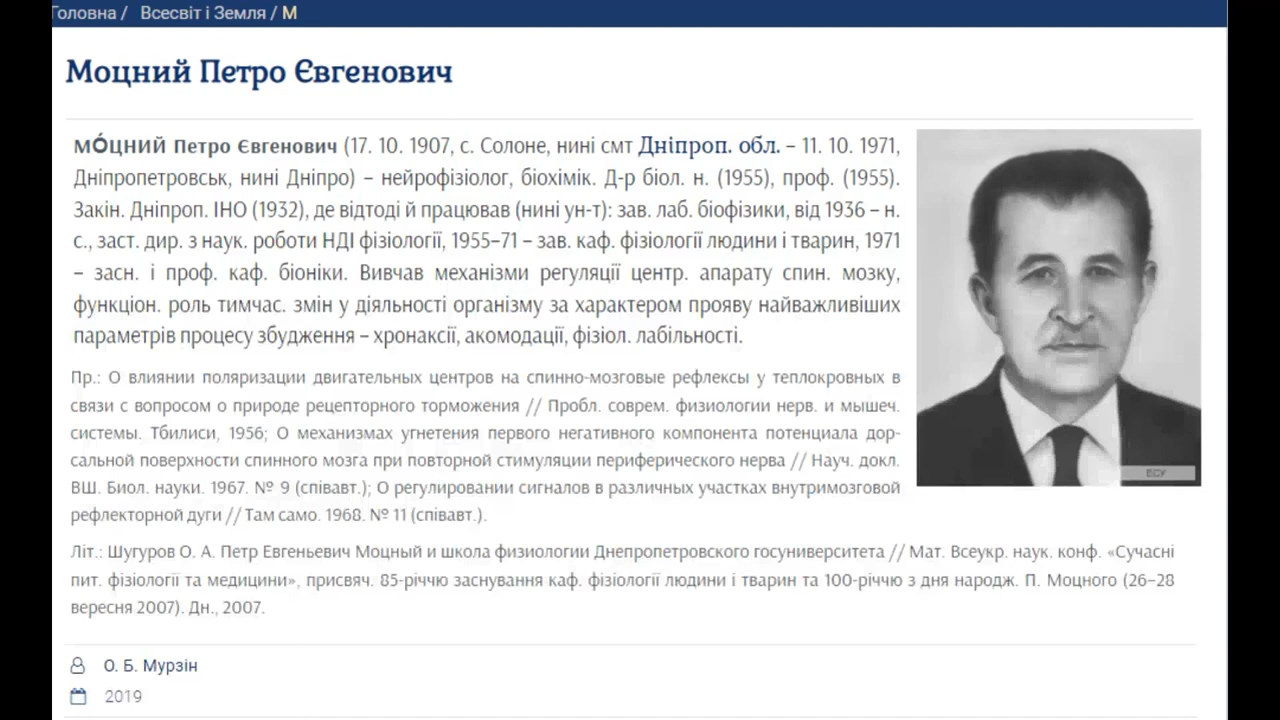 Головна / Всесвіт і Земля / М
Моцний Петро Євгенович
МО́ЦНИЙ Петро Євгенович (17. 10. 1907, с. Солоне, нині смт Дніпроп. обл. – 11. 10. 1971,
Дніпропетровськ, нині Дніпро) – нейрофізіолог, біохімік. Д-р біол. н. (1955), проф. (1955).
Закін. Дніпроп. ІНО (1932), де відтоді й працював (нині ун-т): зав. лаб. біофізики, від 1936 – н.
с., заст. дир. з наук. роботи НДІ фізіології, 1955–71 – зав. каф. фізіології людини і тварин, 1971
– засн. і проф. каф. біоніки. Вивчав механізми регуляції центр. апарату спин. мозку,
функціон. роль тимчас. змін у діяльності організму за характером прояву найважливіших
параметрів процесу збудження – хронаксії, акомодації, фізіол. лабільності.
Пр.: О влиянии поляризации двигательных центров на спинно-мозговые рефлексы у теплокровных в
связи с вопросом о природе рецепторного торможения // Пробл. соврем. физиологии нерв. и мышеч.
системы. Тбилиси, 1956; О механизмах угнетения первого негативного компонента потенциала дор-
сальной поверхности спинного мозга при повторной стимуляции периферического нерва // Науч. докл.
ВШ. Биол. науки. 1967. № 9 (співавт.); О регулировании сигналов в различных участках внутримозговой
рефлекторной дуги // Там само. 1968. № 11 (співавт.).
ЕСУ
Літ.: Шугуров О. А. Петр Евгеньевич Моцный и школа физиологии Днепропетровского госуниверситета // Мат. Всеукр. наук. конф. «Сучасні
пит. фізіології та медицини», присвяч. 85-річчю заснування каф. фізіології людини і тварин та 100-річчю з дня народж. П. Моцного (26–28
вересня 2007). Дн., 2007.
О. Б. Мурзін
2019